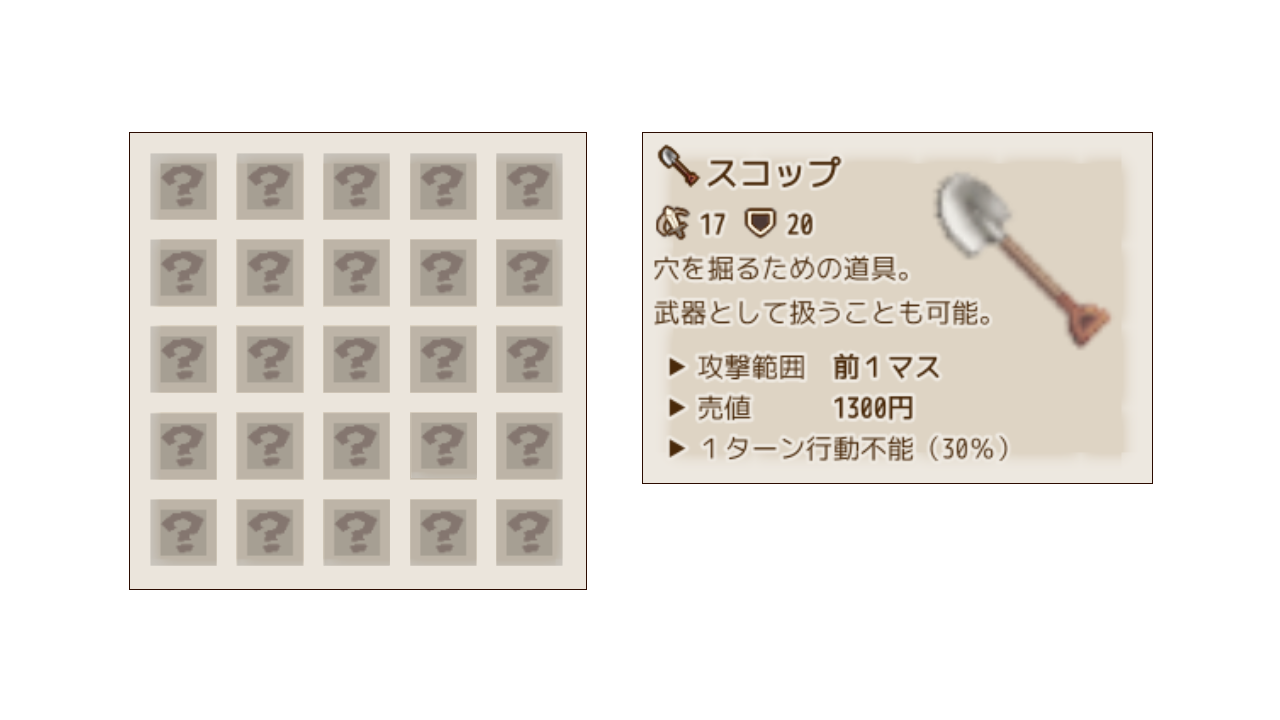 ? ? ? ? ?
? ? ? ? ?
? ? ? ? ?
? ? ? ? ?
? ? ? ? ?
スコップ
17 20
穴を掘るための道具。
武器として扱うことも可能。
▶ 攻撃範囲 前１マス
▶ 売値 1300円
▶ １ターン行動不能（30％）